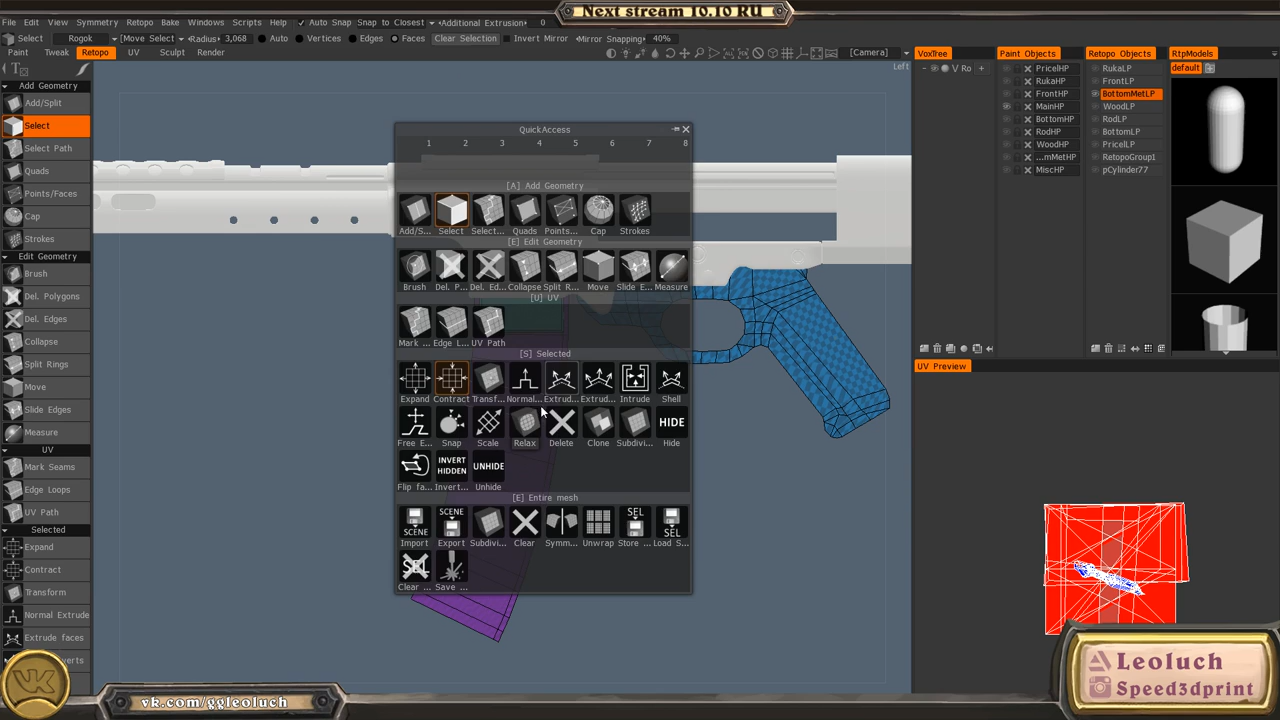 Next stream 10.10 RU
File Edit View Symmetry Retopo Bake Windows Scripts Help Auto Snap Snap to Closest Additional Extrusion 0
Select Rogok [Move Select] Radius: 3,068 Auto Vertices Edges Faces Clear Selection Invert Mirror Mirror Snapping: 40%
Paint Tweak Retopo UV Sculpt Render [Camera]
Left
Add Geometry
Add/Split
Select
Select Path
Quads
Points/Faces
Cap
Strokes
Edit Geometry
Brush
Del. Polygons
Del. Edges
Collapse
Split Rings
Move
Slide Edges
Measure
UV
Mark Seams
Edge Loops
UV Path
Selected
Expand
Contract
Transform
Normal Extrude
Extrude faces
QuickAccess
1 2 3 4 5 6 7 8
[A] Add Geometry
Add/S... Select Select... Quads Points... Cap Strokes
[E] Edit Geometry
Brush Del. P... Del. Ed... Collapse Split R... Move Slide E... Measure
[U] UV
Mark ... Edge L... UV Path
[S] Selected
Expand Contract Transf... Normal... Extrud... Extrud... Intrude Shell
HIDE
Free E... Snap Scale Relax Delete Clone Subdivi... Hide
INVERT HIDDEN UNHIDE
Flip fa... Invert... Unhide
[E] Entire mesh
SCENE SCENE SEL SEL
Import Export Subdivi... Clear Symm... Unwrap Store ... Load S...
Clear ... Save ...
VoxTree
V Ro +
Paint Objects
PricelHP
RukaHP
FrontHP
MainHP
BottomHP
RodHP
WoodHP
...mMetHP
MiscHP
Retopo Objects
RukaLP
FrontLP
BottomMetLP
WoodLP
RodLP
BottomLP
PricelLP
RetopoGroup1
pCylinder77
RtpModels
default
UV Preview
VK
vk.com/ggleoluch
Leoluch
Speed3dprint